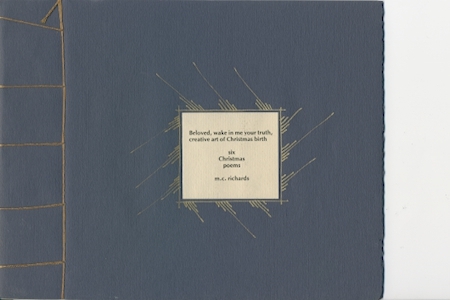 Beloved, wake in me your truth,
creative art of Christmas birth
six
Christmas
poems
m.c. richards